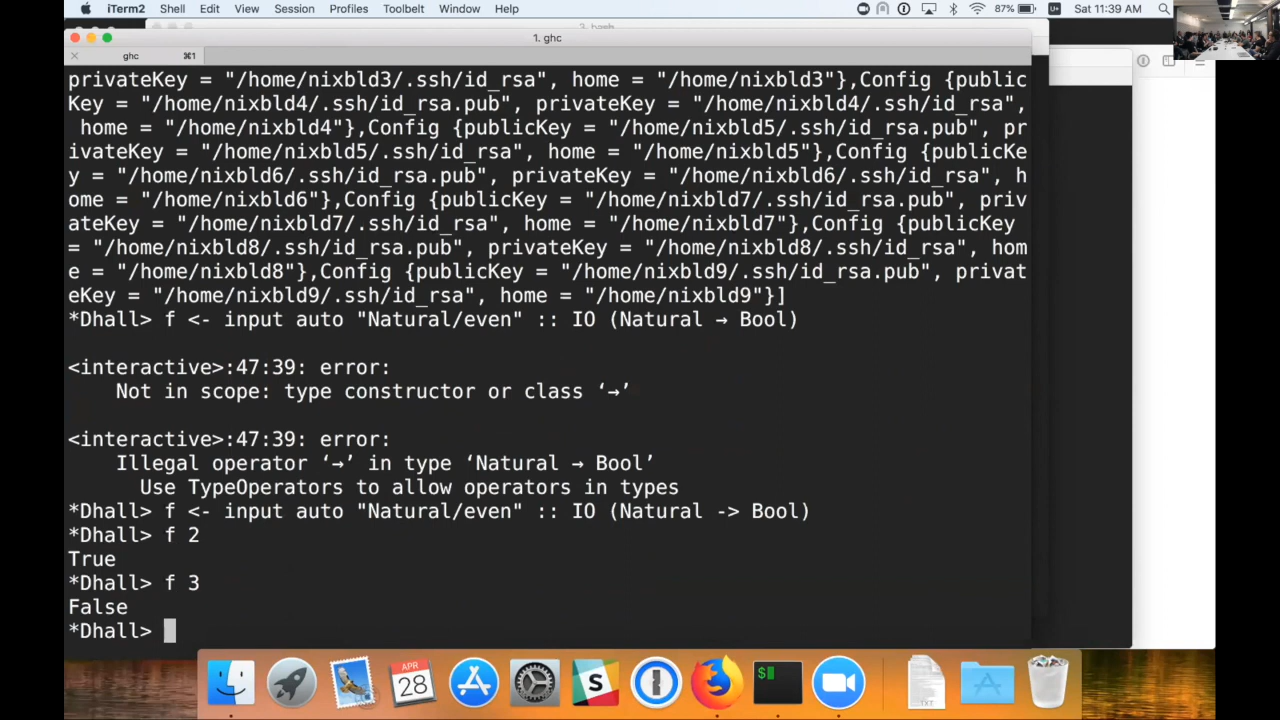 iTerm2 Shell Edit View Session Profiles Toolbelt Window Help 87% Sat 11:39 AM
1. ghc
ghc ⌘1
privateKey = "/home/nixbld3/.ssh/id_rsa", home = "/home/nixbld3"},Config {public
Key = "/home/nixbld4/.ssh/id_rsa.pub", privateKey = "/home/nixbld4/.ssh/id_rsa",
 home = "/home/nixbld4"},Config {publicKey = "/home/nixbld5/.ssh/id_rsa.pub", pr
ivateKey = "/home/nixbld5/.ssh/id_rsa", home = "/home/nixbld5"},Config {publicKe
y = "/home/nixbld6/.ssh/id_rsa.pub", privateKey = "/home/nixbld6/.ssh/id_rsa", h
ome = "/home/nixbld6"},Config {publicKey = "/home/nixbld7/.ssh/id_rsa.pub", priv
ateKey = "/home/nixbld7/.ssh/id_rsa", home = "/home/nixbld7"},Config {publicKey
= "/home/nixbld8/.ssh/id_rsa.pub", privateKey = "/home/nixbld8/.ssh/id_rsa", hom
e = "/home/nixbld8"},Config {publicKey = "/home/nixbld9/.ssh/id_rsa.pub", privat
eKey = "/home/nixbld9/.ssh/id_rsa", home = "/home/nixbld9"}]
*Dhall> f <- input auto "Natural/even" :: IO (Natural → Bool)
<interactive>:47:39: error:
    Not in scope: type constructor or class ‘→’
<interactive>:47:39: error:
    Illegal operator ‘→’ in type ‘Natural → Bool’
      Use TypeOperators to allow operators in types
*Dhall> f <- input auto "Natural/even" :: IO (Natural -> Bool)
*Dhall> f 2
True
*Dhall> f 3
False
*Dhall>
APR
28